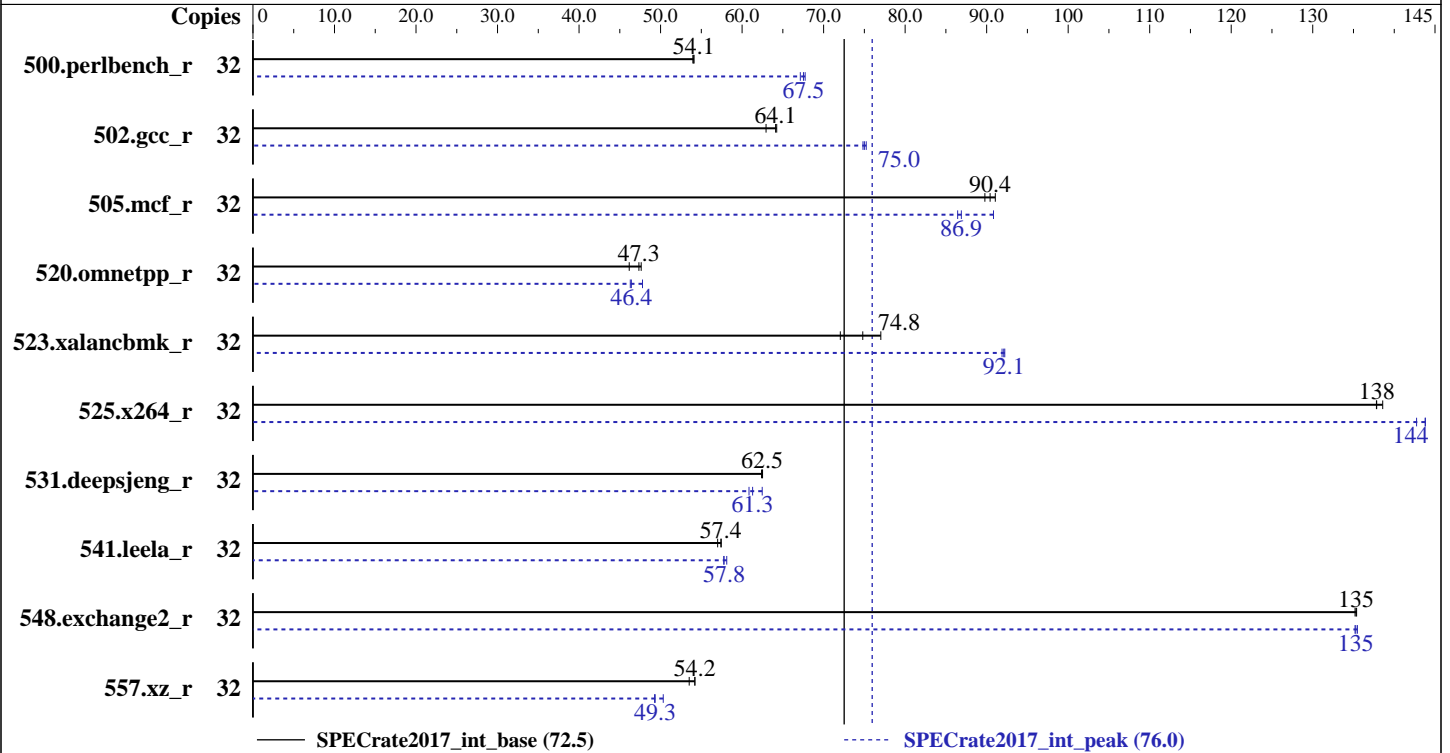 Copies 0 10.0 20.0 30.0 40.0 50.0 60.0 70.0 80.0 90.0 100 110 120 130 145
54.1
500.perlbench_r 32
67.5
64.1
502.gcc_r 32
75.0
90.4
505.mcf_r 32
86.9
47.3
520.omnetpp_r 32
46.4
74.8
523.xalancbmk_r 32
92.1
138
525.x264_r 32
144
62.5
531.deepsjeng_r 32
61.3
57.4
541.leela_r 32
57.8
135
548.exchange2_r 32
135
54.2
557.xz_r 32
49.3
SPECrate2017_int_base (72.5) SPECrate2017_int_peak (76.0)